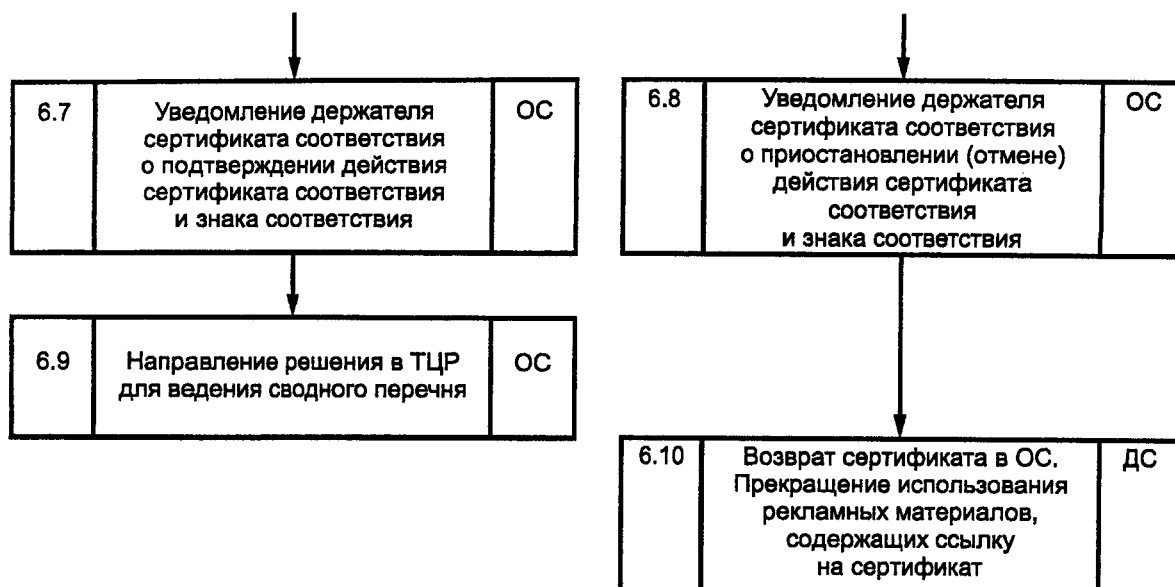 6.7
Уведомление держателя
сертификата соответствия
о подтверждении действия
сертификата соответствия
и знака соответствия
ОС
6.8
Уведомление держателя
сертификата соответствия
о приостановлении (отмене)
действия сертификата
соответствия
и знака соответствия
ОС
6.9
Направление решения в ТЦР
для ведения сводного перечня
ОС
6.10
Возврат сертификата в ОС.
Прекращение использования
рекламных материалов,
содержащих ссылку
на сертификат
ДС